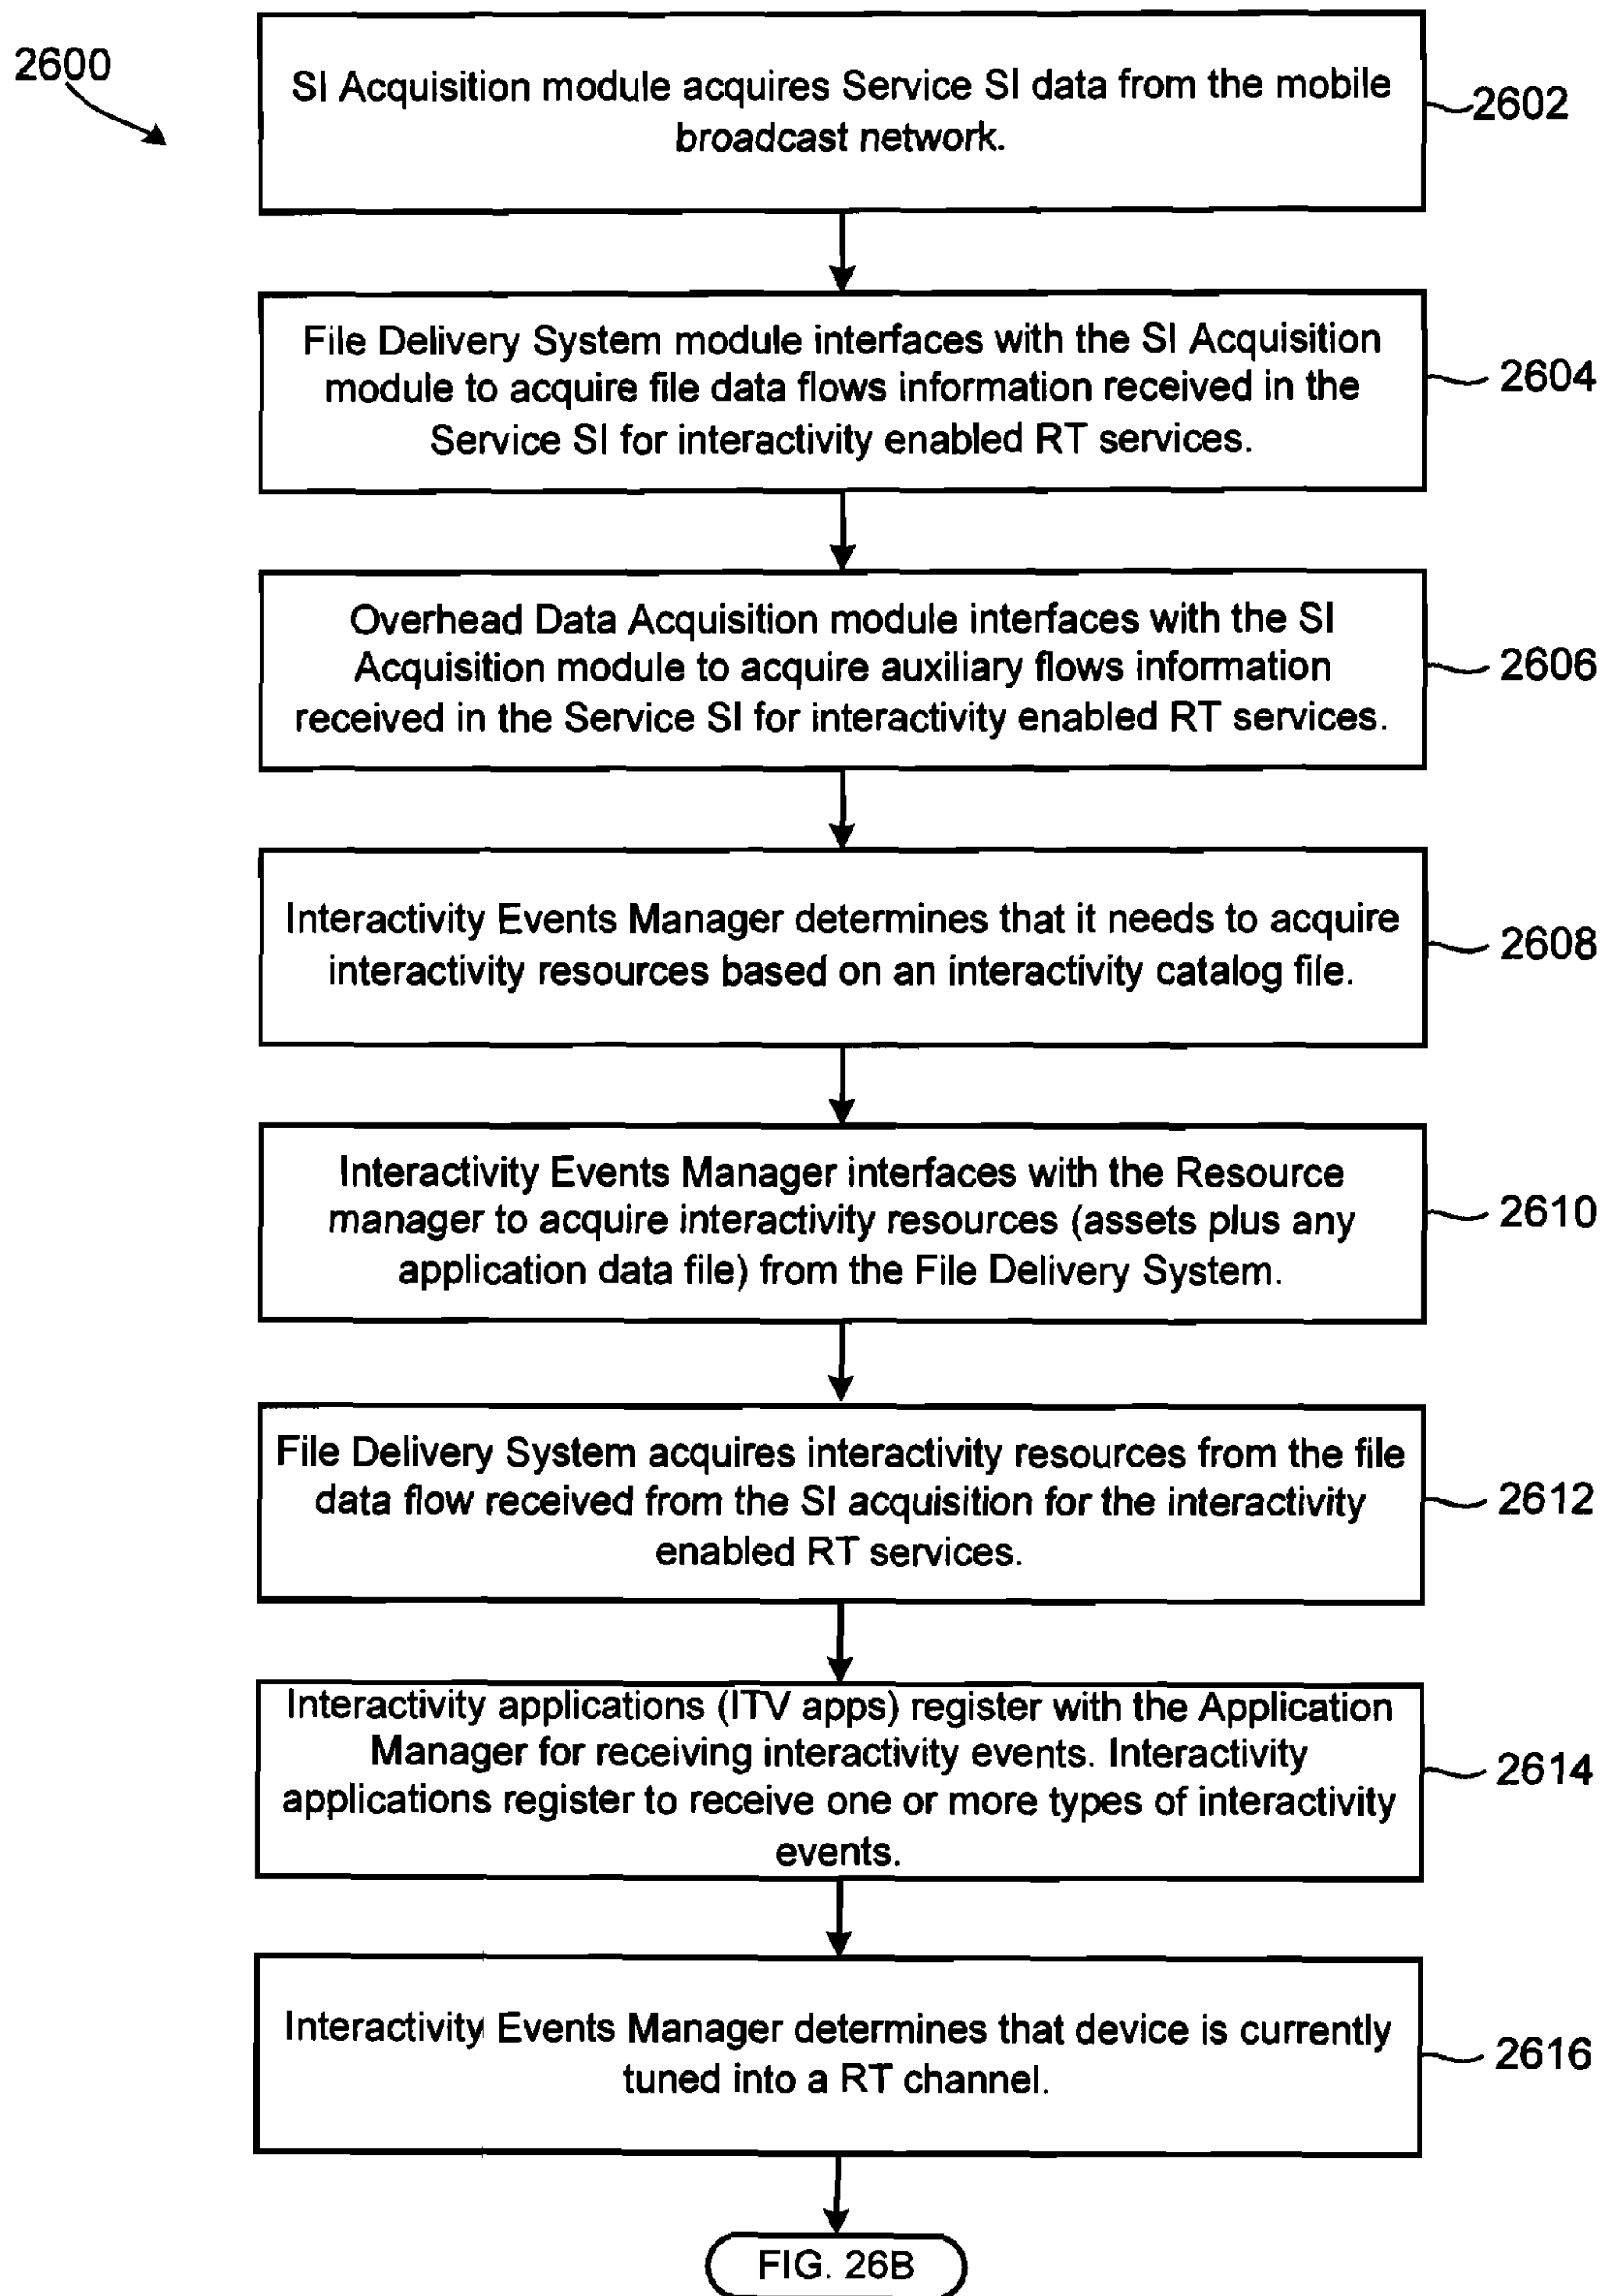 2600
SI Acquisition module acquires Service SI data from the mobile
broadcast network.
2602
File Delivery System module interfaces with the SI Acquisition
module to acquire file data flows information received in the
Service SI for interactivity enabled RT services.
2604
Overhead Data Acquisition module interfaces with the SI
Acquisition module to acquire auxiliary flows information
received in the Service SI for interactivity enabled RT services.
2606
Interactivity Events Manager determines that it needs to acquire
interactivity resources based on an interactivity catalog file.
2608
Interactivity Events Manager interfaces with the Resource
manager to acquire interactivity resources (assets plus any
application data file) from the File Delivery System.
2610
File Delivery System acquires interactivity resources from the file
data flow received from the SI acquisition for the interactivity
enabled RT services.
2612
Interactivity applications (ITV apps) register with the Application
Manager for receiving interactivity events. Interactivity
applications register to receive one or more types of interactivity
events.
2614
Interactivity Events Manager determines that device is currently
tuned into a RT channel.
2616
FIG. 26B